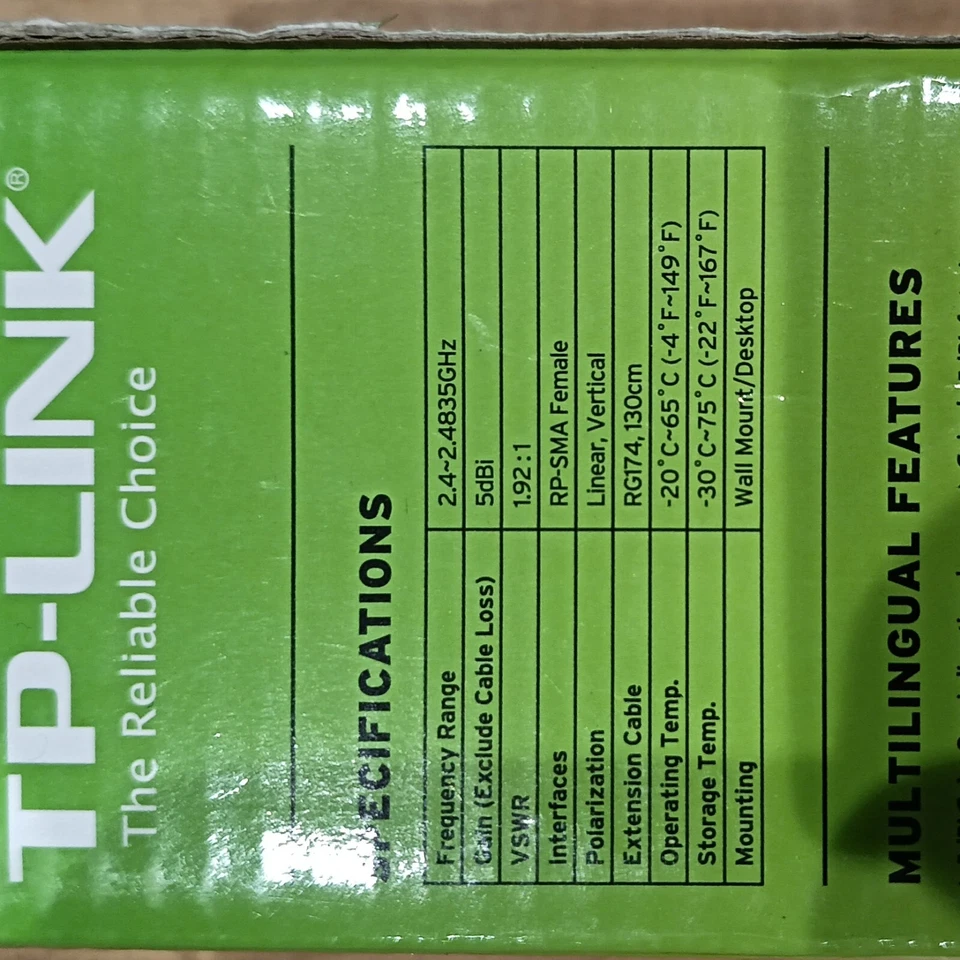 TP-LINK®
The Reliable Choice
SPECIFICATIONS
Frequency Range 2.4~2.4835GHz
Gain (Exclude Cable Loss) 5dBi
VSWR 1.92:1
Interfaces RP-SMA Female
Polarization Linear, Vertical
Extension Cable RG174, 130cm
Operating Temp. -20°C~65°C (-4°F~149°F)
Storage Temp. -30°C~75°C (-22°F~167°F)
Mounting Wall Mount/Desktop
MULTILINGUAL FEATURES